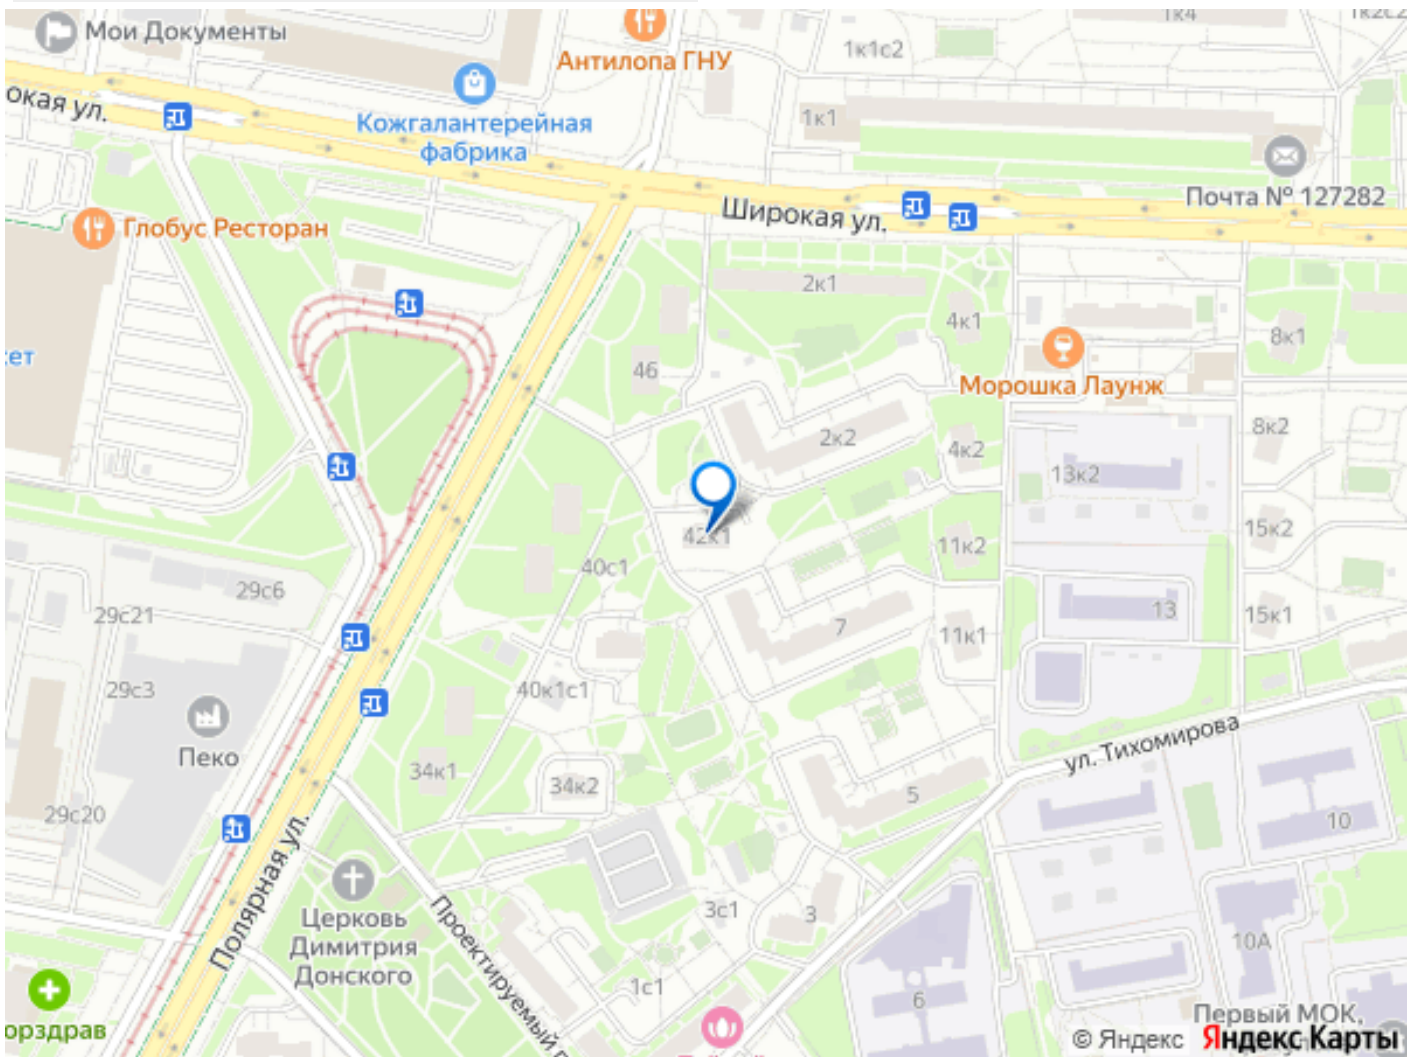 Мои Документы
Антилопа ГНУ
1к1с2
1к4
1к2с2
окая ул.
Кожгалантерейная
фабрика
1к1
Почта № 127282
Широкая ул.
Глобус Ресторан
2к1
4к1
8к1
ет
46
Морошка Лаунж
2к2
4к2
8к2
13к2
42к1
11к2
15к2
40с1
29с6
29с21
7
13
15к1
11к1
29с3
40к1с1
Пеко
ул. Тихомирова
34к1
34к2
5
29с20
10
Полярная ул.
Церковь
Димитрия
Донского
Проектируемый
3с1
3
10А
1с1
6
орздрав
Первый МОК,
© Яндекс Яндекс Карты